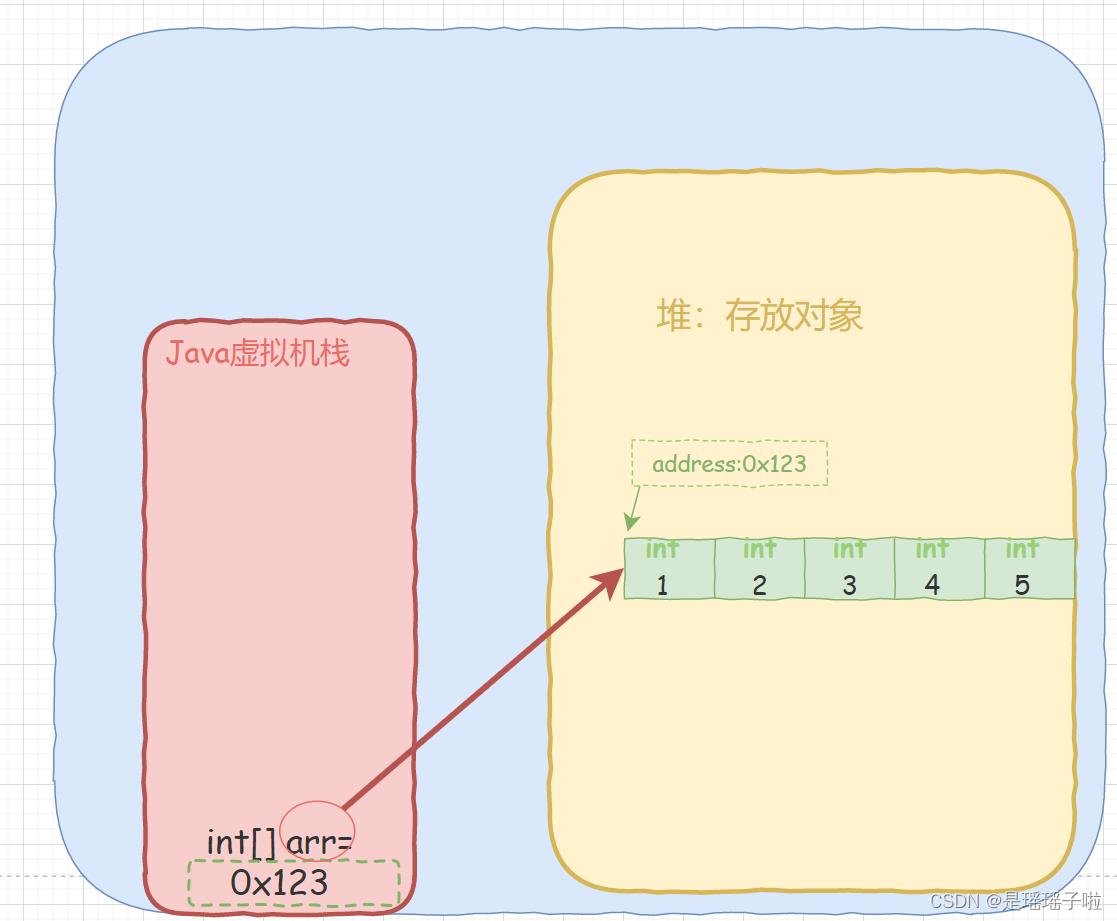 堆：存放对象
Java虚拟机栈
address:0x123
int int int int int
1 2 3 4 5
int[] arr=
0x123
CSDN @是瑶瑶子啦